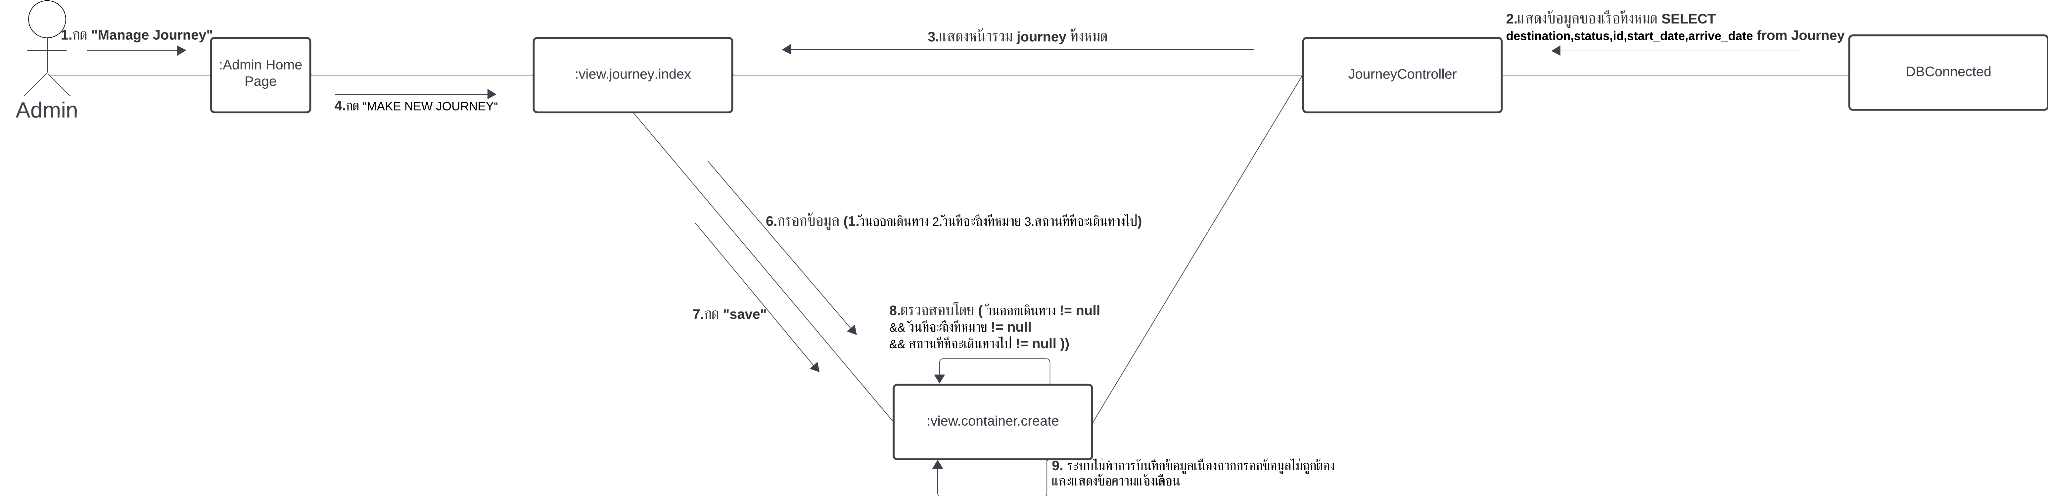 1.กด "Manage Journey"
Admin
:Admin Home
Page
4.กด "MAKE NEW JOURNEY"
:view.journey.index
3.แสดงหน้ารวม journey ทั้งหมด
JourneyController
2.แสดงข้อมูลของเรือทั้งหมด SELECT
destination,status,id,start_date,arrive_date from Journey
DBConnected
6.กรอกข้อมูล (1.วันออกเดินทาง 2.วันที่จะถึงที่หมาย 3.สถานที่ที่จะเดินทางไป)
7.กด "save"
8.ตรวจสอบโดย ( วันออกเดินทาง != null
&& วันที่จะถึงที่หมาย != null
&& สถานที่ที่จะเดินทางไป != null ))
:view.container.create
9. ระบบไม่ทำการบันทึกข้อมูลเนื่องจากกรอกข้อมูลไม่ถูกต้อง
และแสดงข้อความแจ้งเตือน